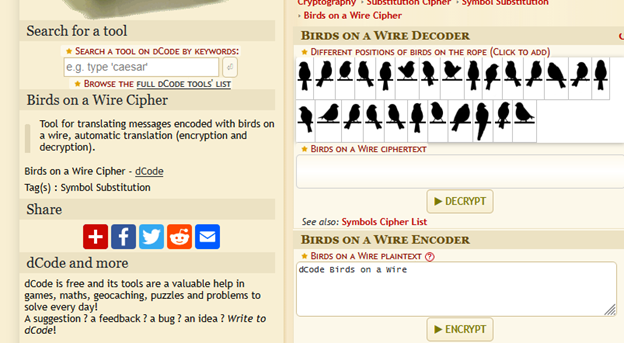 Search for a tool
★ SEARCH A TOOL ON DCODE BY KEYWORDS:
e.g. type 'caesar'
★ BROWSE THE FULL DCODE TOOLS' LIST
Birds on a Wire Cipher
Tool for translating messages encoded with birds on
a wire, automatic translation (encryption and
decryption).
Birds on a Wire Cipher - dCode
Tag(s) : Symbol Substitution
Share
dCode and more
dCode is free and its tools are a valuable help in
games, maths, geocaching, puzzles and problems to
solve every day!
A suggestion ? a feedback ? a bug ? an idea ? Write to
dCode!
Cryptography › Substitution Cipher › Symbol Substitution
› Birds on a Wire Cipher
BIRDS ON A WIRE DECODER
★ DIFFERENT POSITIONS OF BIRDS ON THE ROPE (CLICK TO ADD)
★ BIRDS ON A WIRE CIPHERTEXT
▶ DECRYPT
See also: Symbols Cipher List
BIRDS ON A WIRE ENCODER
★ BIRDS ON A WIRE PLAINTEXT ?
dCode Birds on a Wire
▶ ENCRYPT